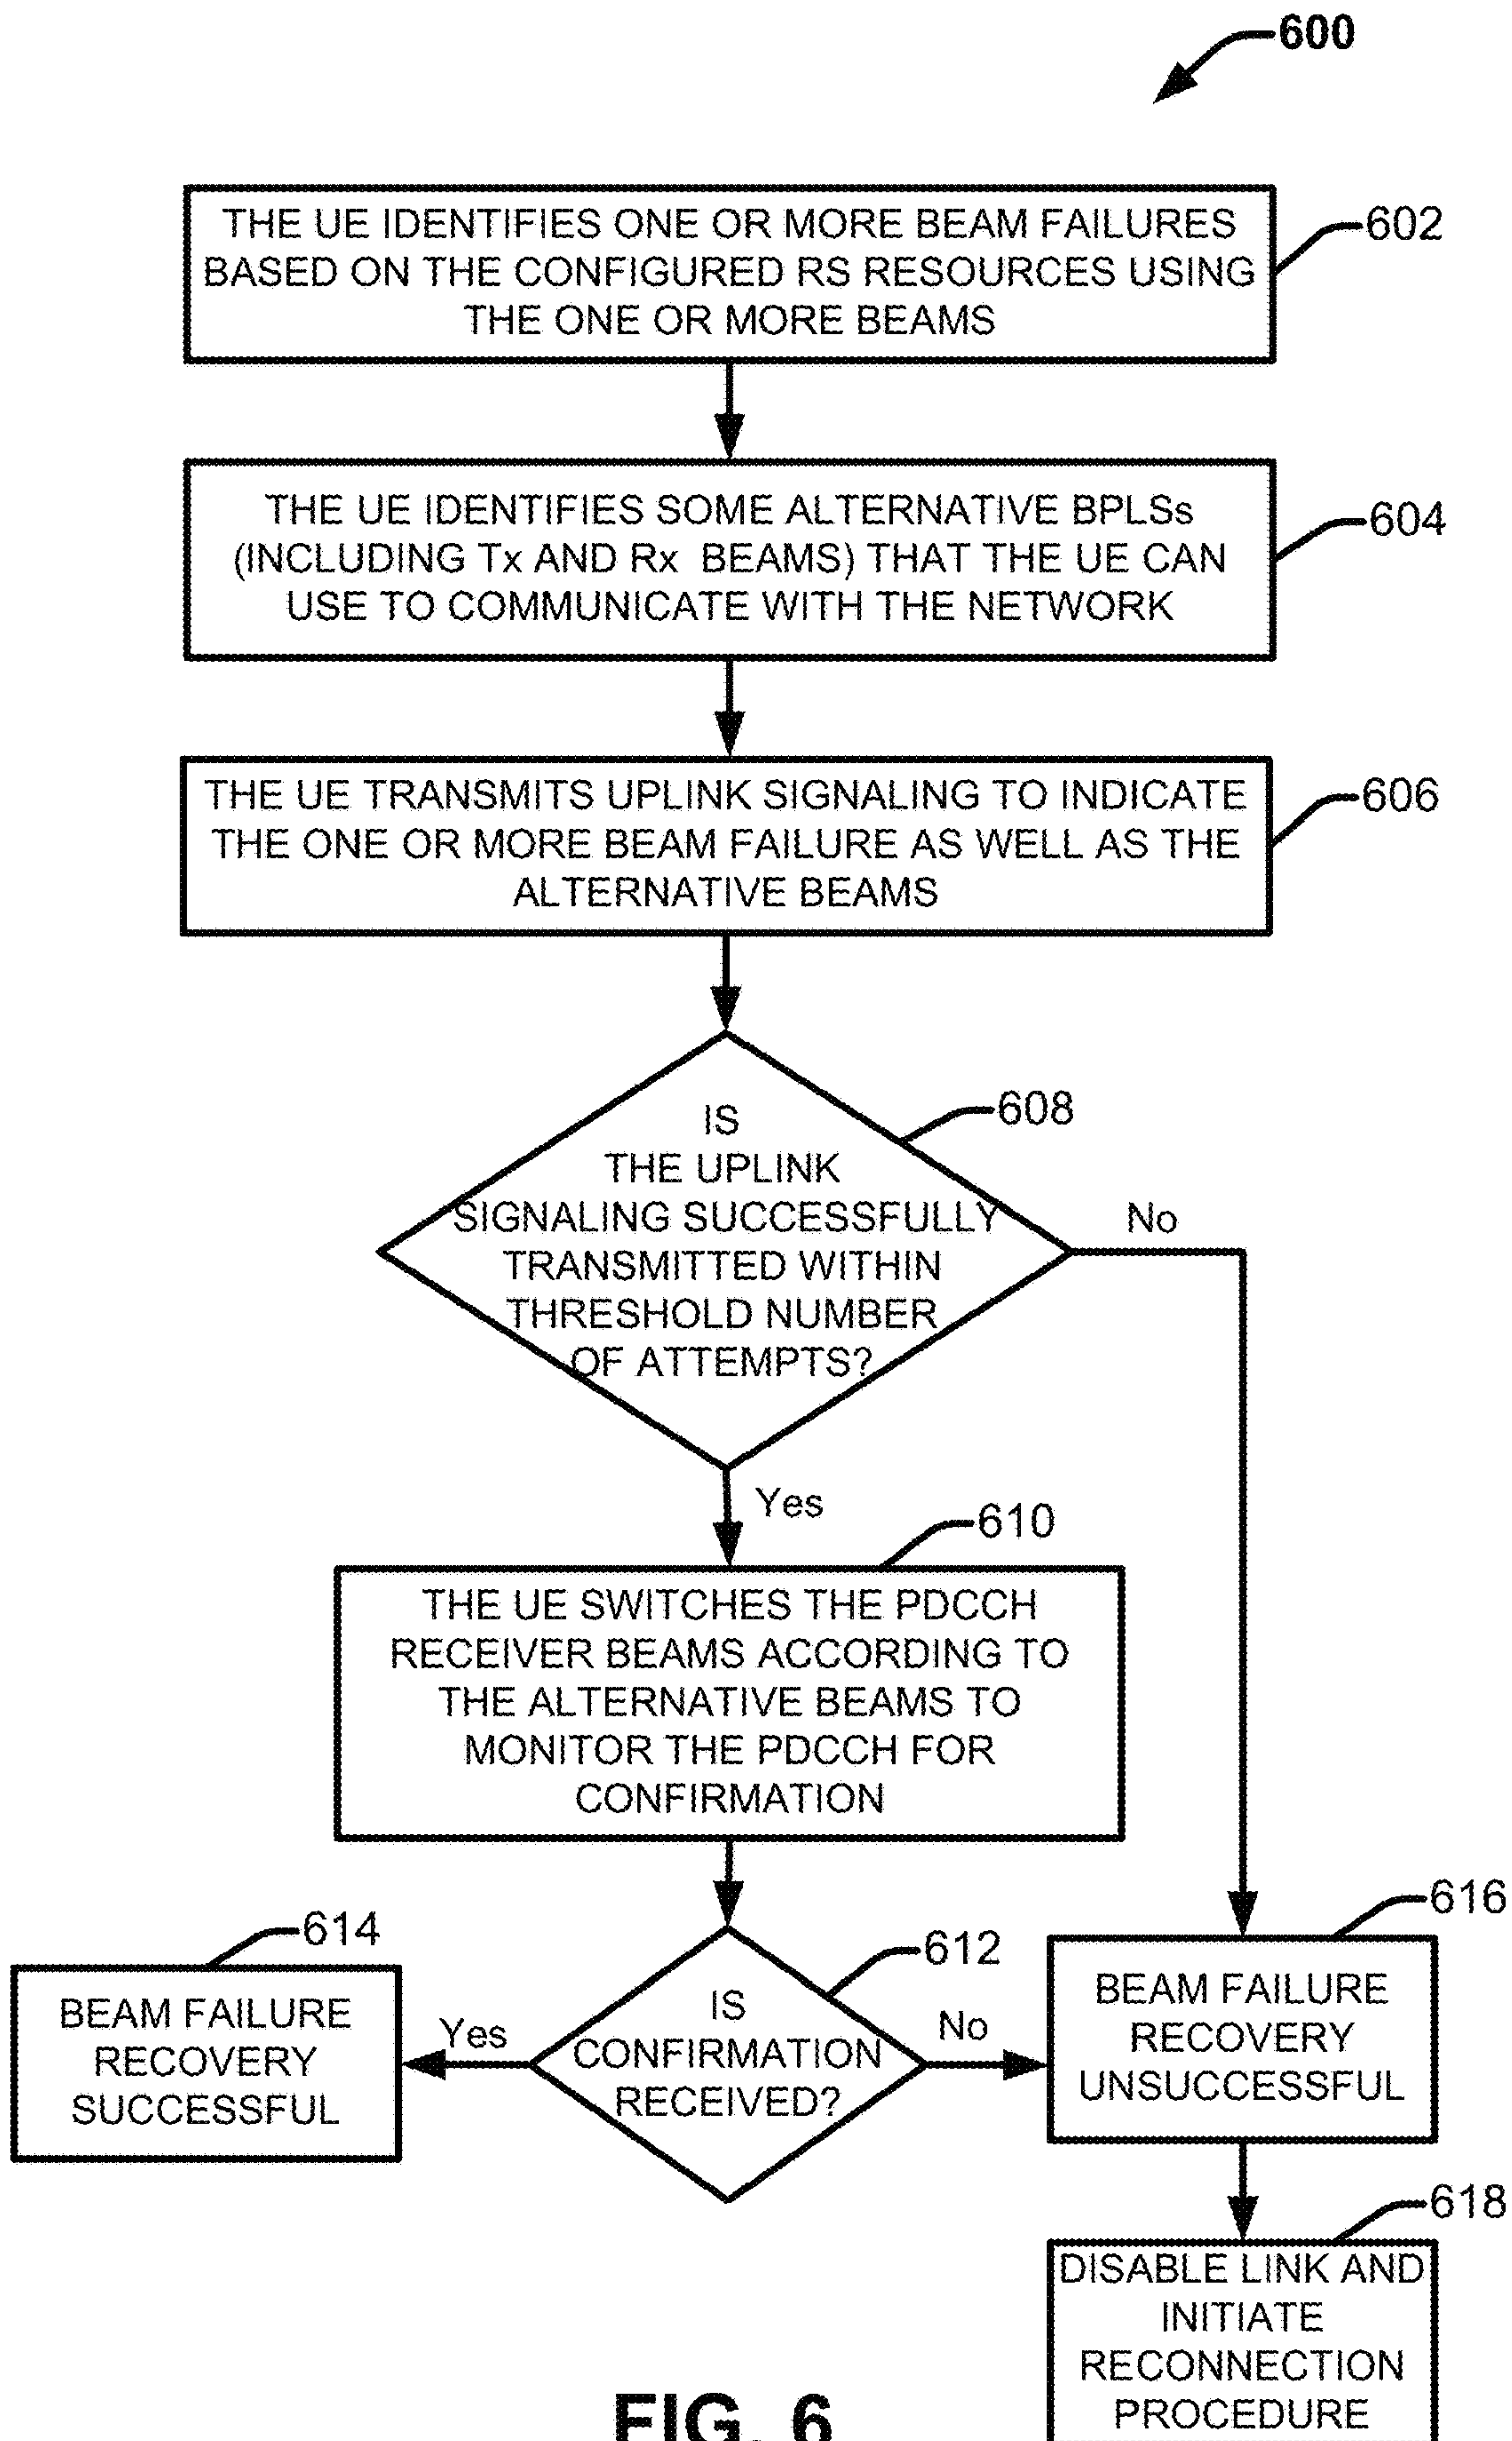 600
THE UE IDENTIFIES ONE OR MORE BEAM FAILURES
BASED ON THE CONFIGURED RS RESOURCES USING
THE ONE OR MORE BEAMS
602
THE UE IDENTIFIES SOME ALTERNATIVE BPLSs
(INCLUDING Tx AND Rx BEAMS) THAT THE UE CAN
USE TO COMMUNICATE WITH THE NETWORK
604
THE UE TRANSMITS UPLINK SIGNALING TO INDICATE
THE ONE OR MORE BEAM FAILURE AS WELL AS THE
ALTERNATIVE BEAMS
606
IS
THE UPLINK
SIGNALING SUCCESSFULLY
TRANSMITTED WITHIN
THRESHOLD NUMBER
OF ATTEMPTS?
608
No
Yes
610
THE UE SWITCHES THE PDCCH
RECEIVER BEAMS ACCORDING TO
THE ALTERNATIVE BEAMS TO
MONITOR THE PDCCH FOR
CONFIRMATION
614
BEAM FAILURE
RECOVERY
SUCCESSFUL
Yes
612
IS
CONFIRMATION
RECEIVED?
No
616
BEAM FAILURE
RECOVERY
UNSUCCESSFUL
618
DISABLE LINK AND
INITIATE
RECONNECTION
PROCEDURE
FIG. 6